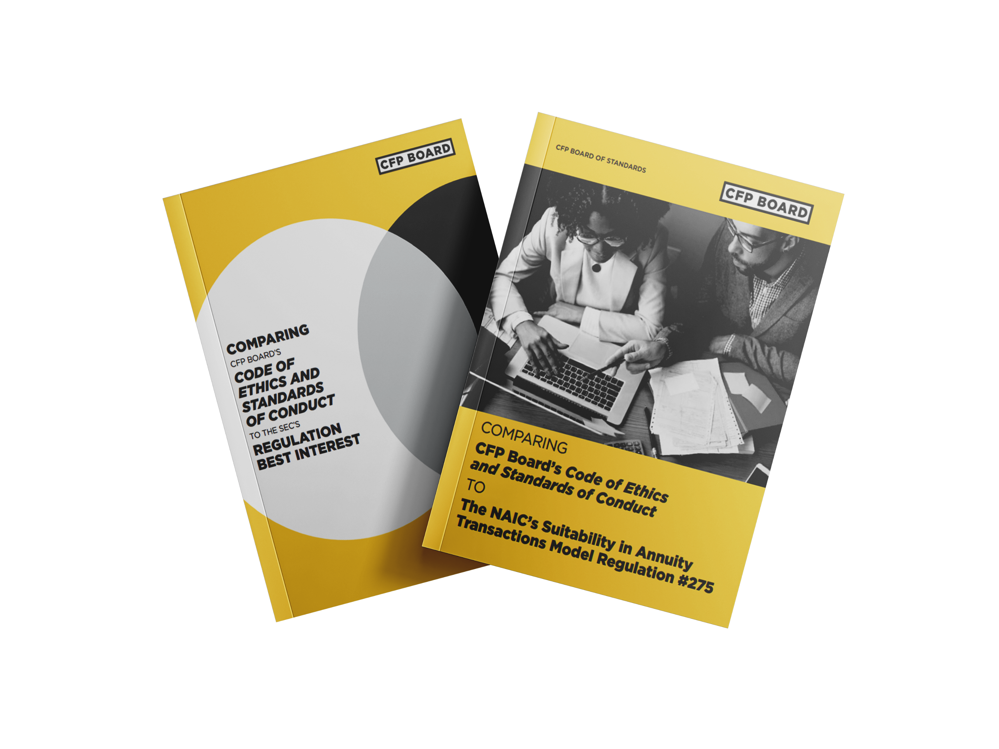 CFP BOARD
COMPARING
CFP BOARD'S
CODE OF
ETHICS AND
STANDARDS
OF CONDUCT
TO THE SEC'S
REGULATION
BEST INTEREST
CFP BOARD OF STANDARDS
CFP BOARD
COMPARING
CFP Board's Code of Ethics
and Standards of Conduct
TO
The NAIC's Suitability in Annuity
Transactions Model Regulation #275